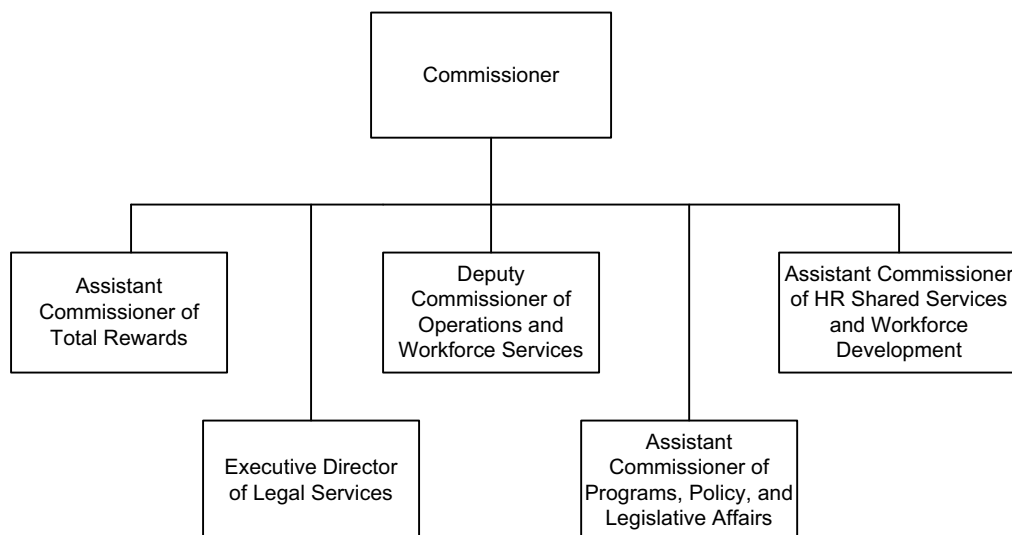 Commissioner
Assistant
Commissioner of
Total Rewards
Deputy
Commissioner of
Operations and
Workforce Services
Assistant Commissioner
of HR Shared Services
and Workforce
Development
Executive Director
of Legal Services
Assistant
Commissioner of
Programs, Policy, and
Legislative Affairs